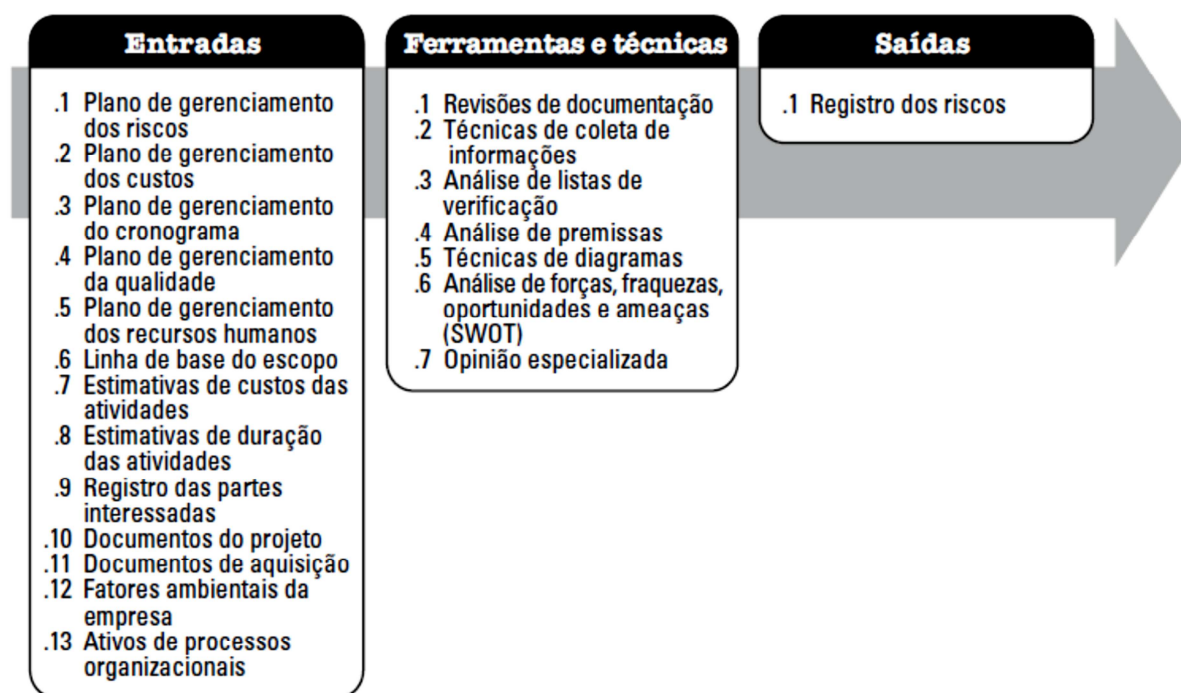 Entradas
.1 Plano de gerenciamento
dos riscos
.2 Plano de gerenciamento
dos custos
.3 Plano de gerenciamento
do cronograma
.4 Plano de gerenciamento
da qualidade
.5 Plano de gerenciamento
dos recursos humanos
.6 Linha de base do escopo
.7 Estimativas de custos das
atividades
.8 Estimativas de duração
das atividades
.9 Registro das partes
interessadas
.10 Documentos do projeto
.11 Documentos de aquisição
.12 Fatores ambientais da
empresa
.13 Ativos de processos
organizacionais
Ferramentas e técnicas
.1 Revisões de documentação
.2 Técnicas de coleta de
informações
.3 Análise de listas de
verificação
.4 Análise de premissas
.5 Técnicas de diagramas
.6 Análise de forças, fraquezas,
oportunidades e ameaças
(SWOT)
.7 Opinião especializada
Saídas
.1 Registro dos riscos